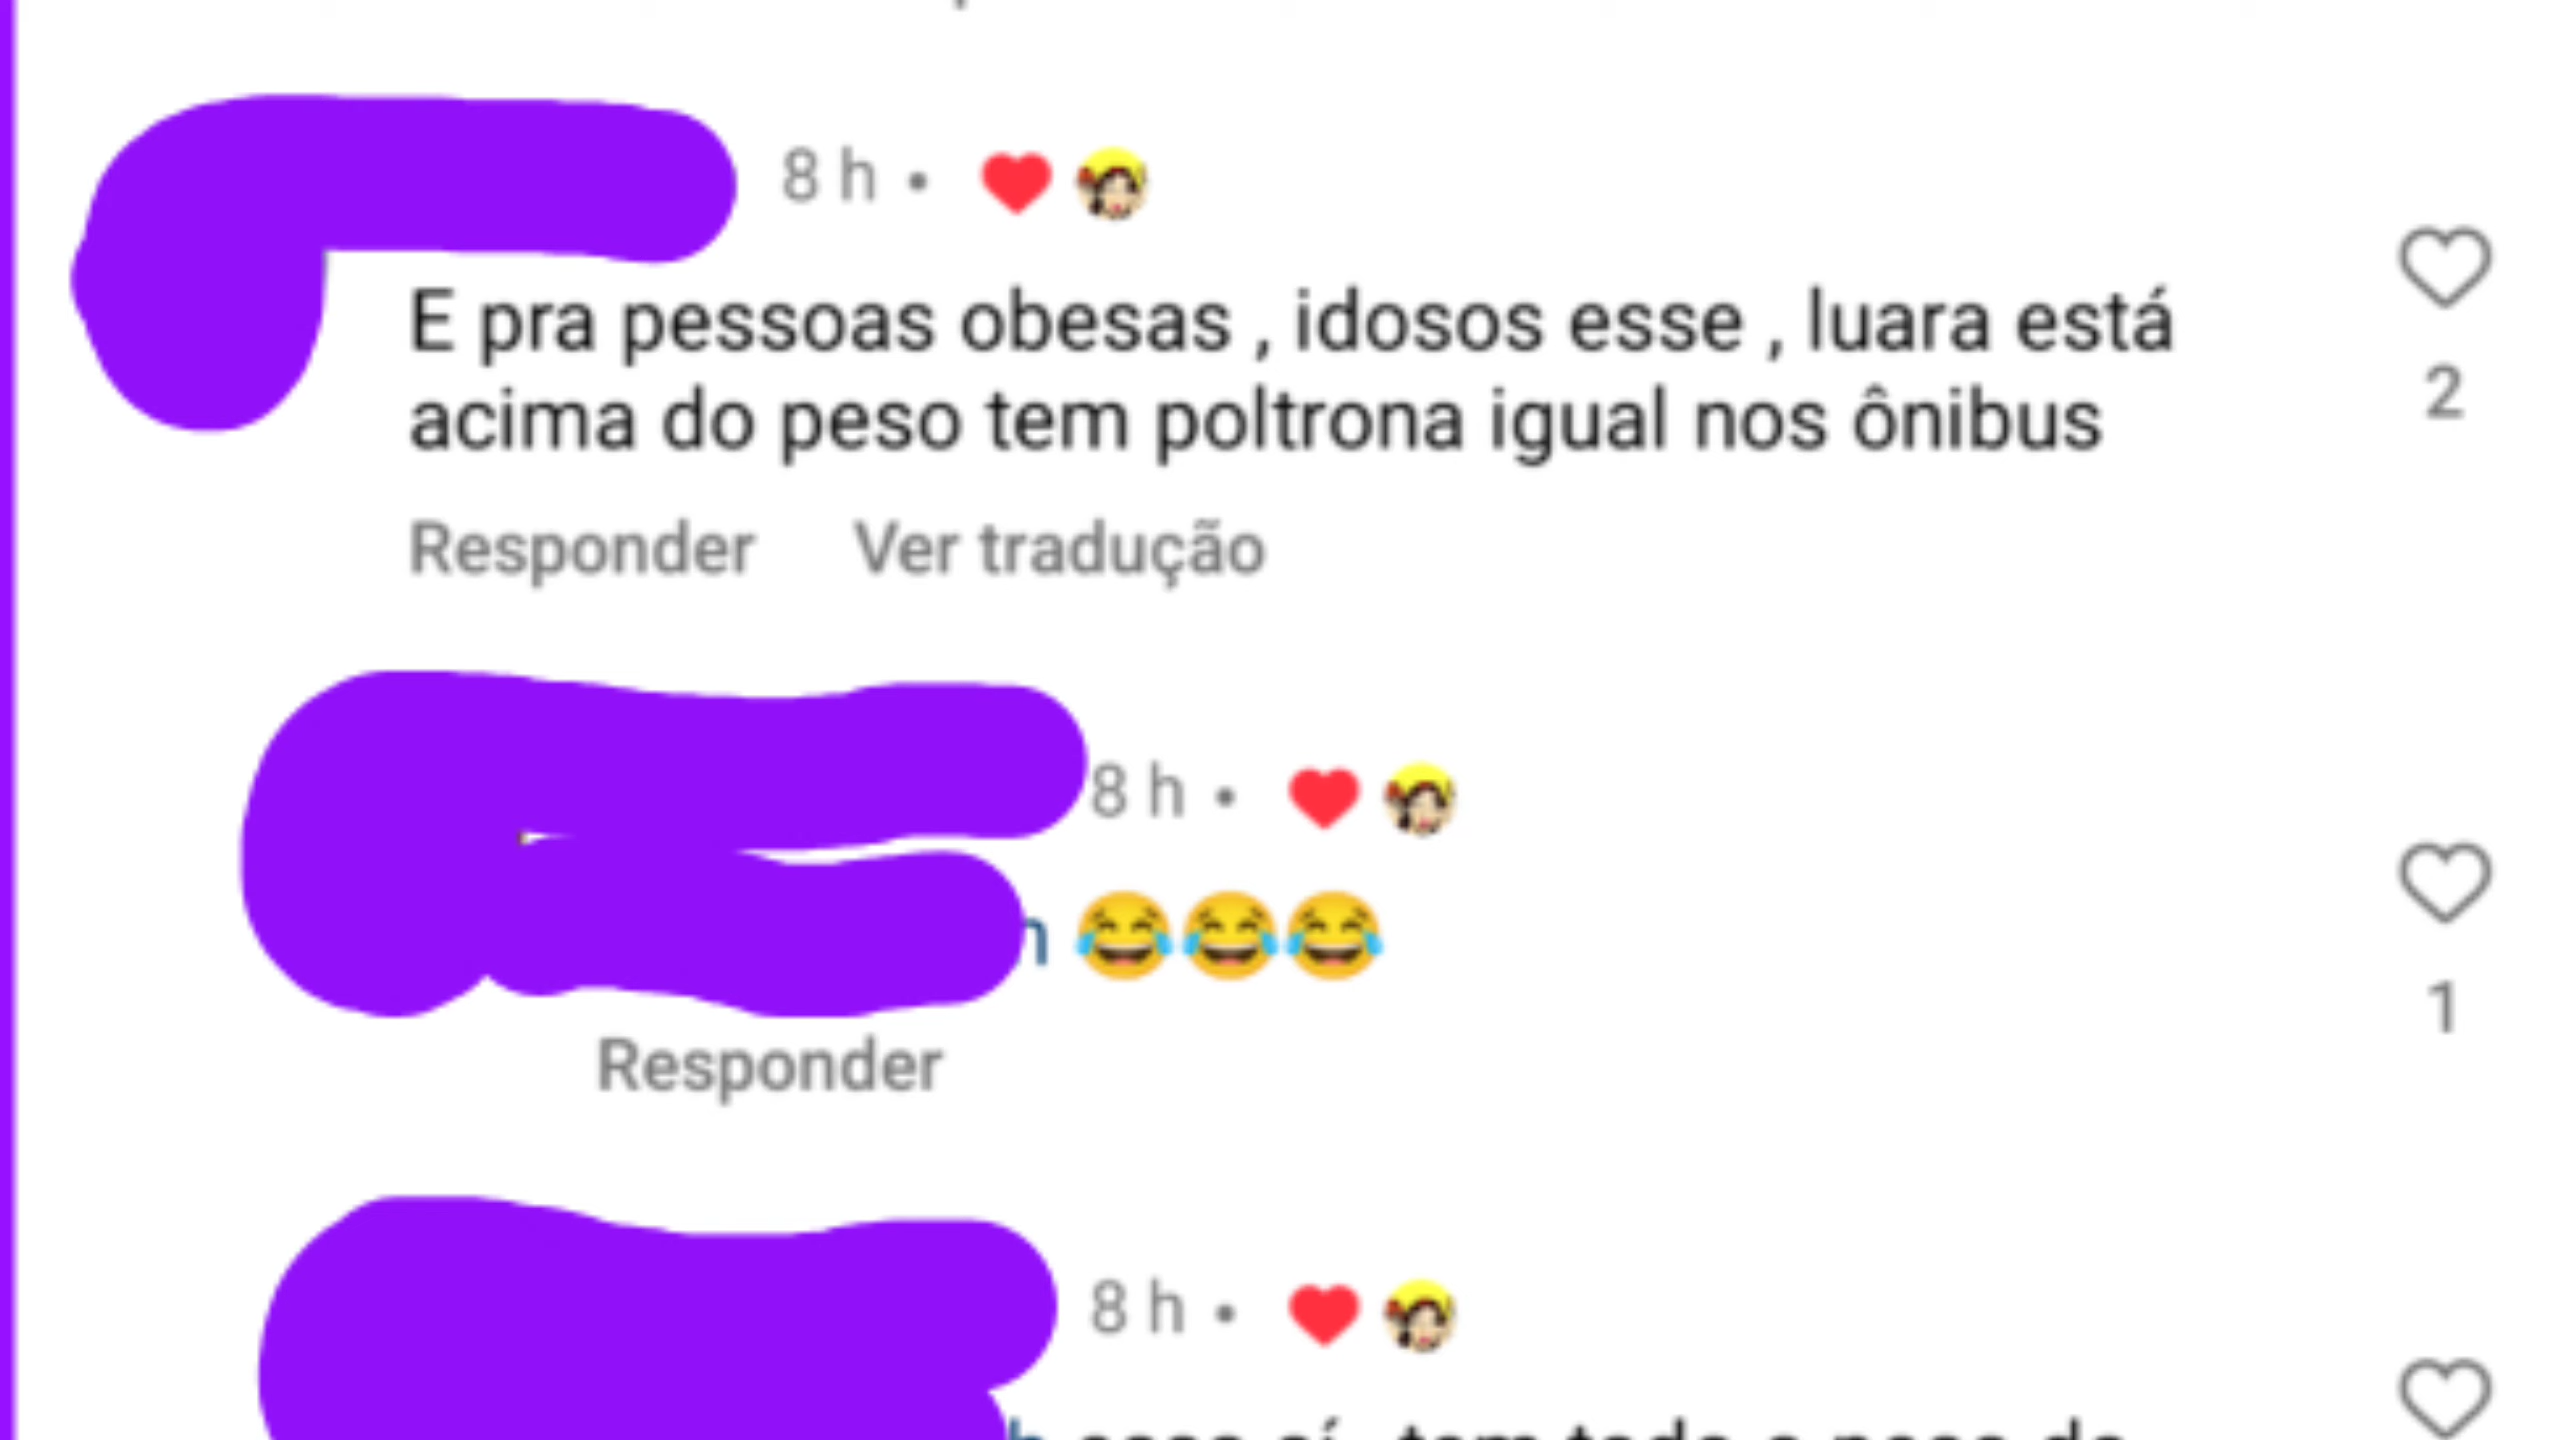 8 h • ❤️
E pra pessoas obesas , idosos esse , luara está
acima do peso tem poltrona igual nos ônibus
2
Responder Ver tradução
8 h • ❤️
😂😂😂
1
Responder
8 h • ❤️